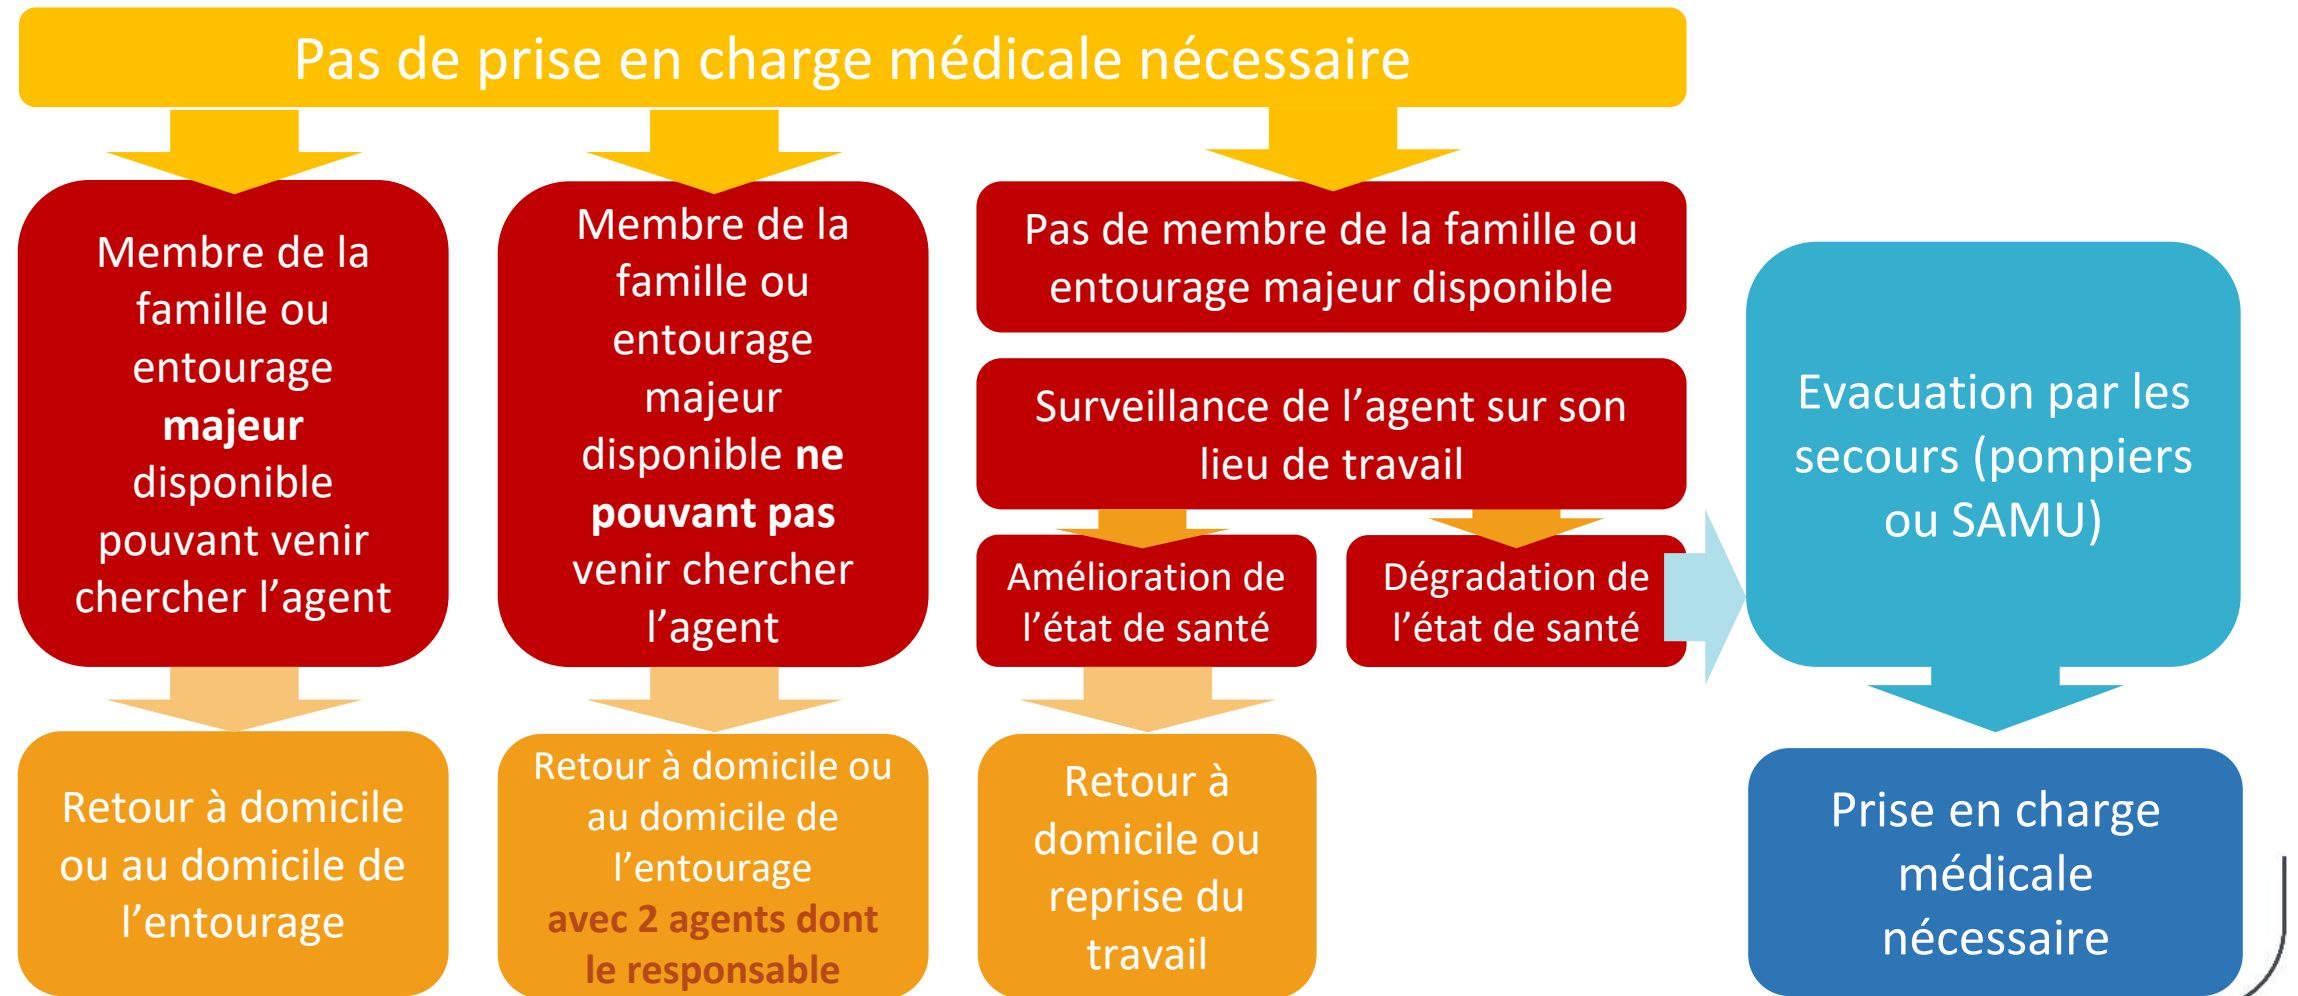 Pas de prise en charge médicale nécessaire
Membre de la
famille ou
entourage
majeur
disponible
pouvant venir
chercher l’agent
Membre de la
famille ou
entourage
majeur
disponible ne
pouvant pas
venir chercher
l’agent
Pas de membre de la famille ou
entourage majeur disponible
Surveillance de l’agent sur son
lieu de travail
Amélioration de
l’état de santé
Dégradation de
l’état de santé
Evacuation par les
secours (pompiers
ou SAMU)
Retour à domicile
ou au domicile de
l’entourage
Retour à domicile ou
au domicile de
l’entourage
avec 2 agents dont
le responsable
Retour à
domicile ou
reprise du
travail
Prise en charge
médicale
nécessaire